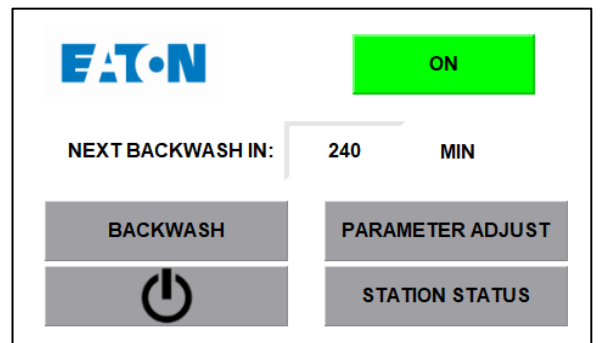 EATON
ON
NEXT BACKWASH IN: 240 MIN
BACKWASH
PARAMETER ADJUST
STATION STATUS